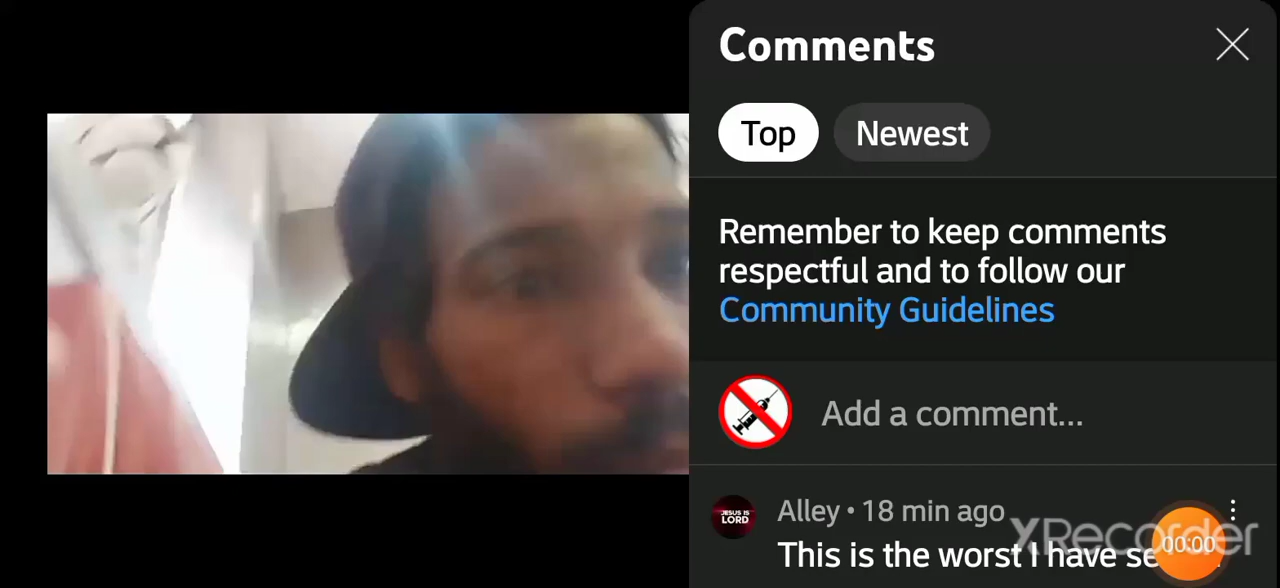 Comments
Top
Newest
Remember to keep comments
respectful and to follow our
Community Guidelines
Add a comment...
JESUS IS
LORD
Alley • 18 min ago
This is the worst I have se
XRecorder
00:00